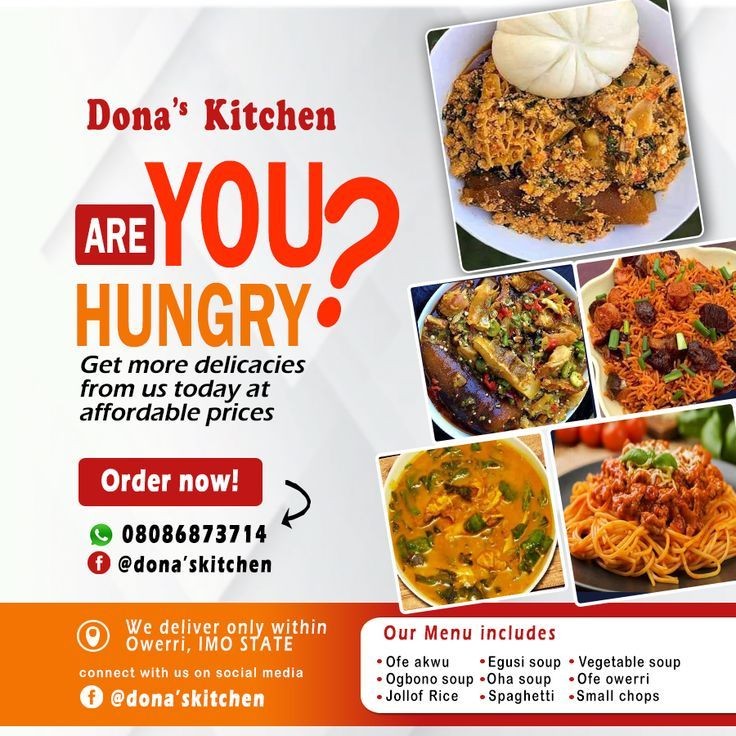 Dona's Kitchen
ARE YOU
HUNGRY?
Get more delicacies
from us today at
affordable prices
Order now!
08086873714
@dona'skitchen
We deliver only within
Owerri, IMO STATE
connect with us on social media
@dona'skitchen
Our Menu includes
•Ofe akwu •Egusi soup •Vegetable soup
•Ogbono soup •Oha soup •Ofe owerri
•Jollof Rice •Spaghetti •Small chops